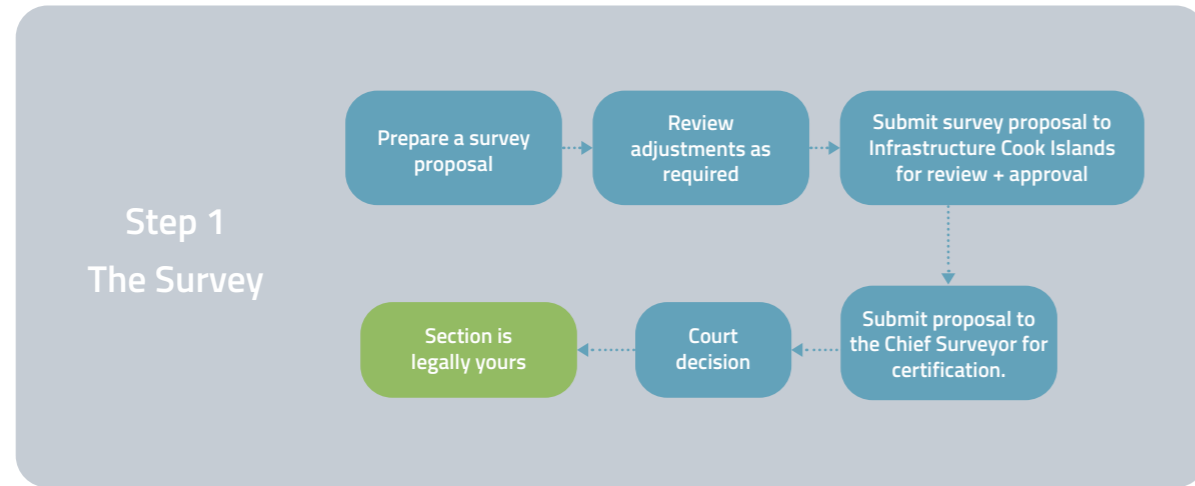 Step 1
The Survey
Prepare a survey
proposal
Review
adjustments as
required
Submit survey proposal to
Infrastructure Cook Islands
for review + approval
Submit proposal to
the Chief Surveyor for
certification.
Court
decision
Section is
legally yours